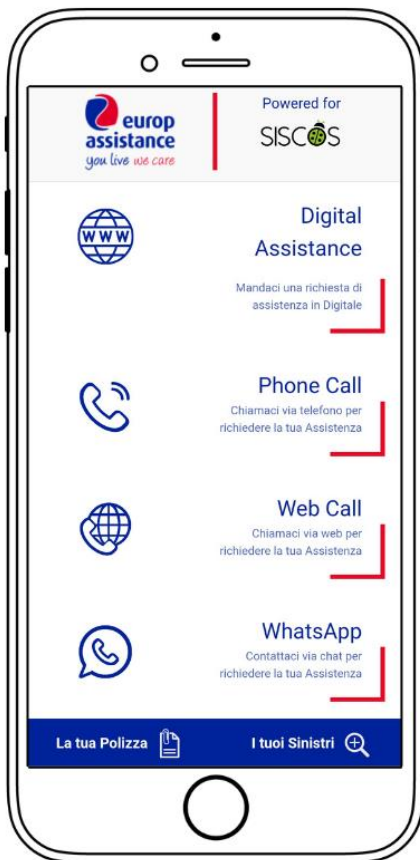 europ
assistance
you live we care
Powered for
SISCOS
WWW
Digital
Assistance
Mandaci una richiesta di
assistenza in Digitale
Phone Call
Chiamaci via telefono per
richiedere la tua Assistenza
Web Call
Chiamaci via web per
richiedere la tua Assistenza
WhatsApp
Contattaci via chat per
richiedere la tua Assistenza
La tua Polizza
I tuoi Sinistri